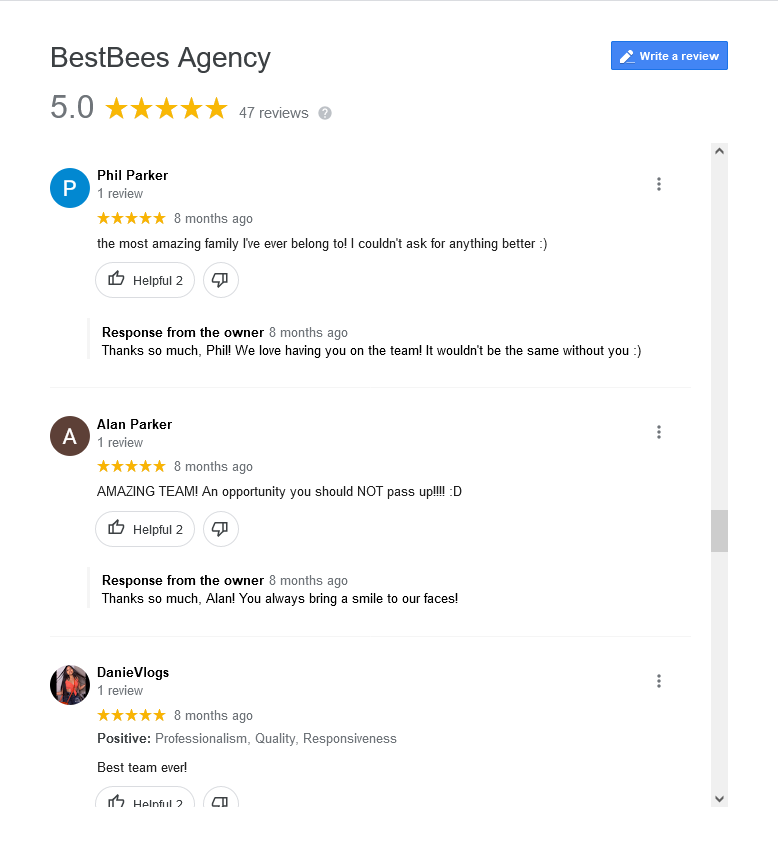 BestBees Agency
Write a review
5.0 47 reviews ?
P Phil Parker
1 review
8 months ago
the most amazing family I've ever belong to! I couldn't ask for anything better :)
Helpful 2
Response from the owner 8 months ago
Thanks so much, Phil! We love having you on the team! It wouldn't be the same without you :)
A Alan Parker
1 review
8 months ago
AMAZING TEAM! An opportunity you should NOT pass up!!!! :D
Helpful 2
Response from the owner 8 months ago
Thanks so much, Alan! You always bring a smile to our faces!
DanieVlogs
1 review
8 months ago
Positive: Professionalism, Quality, Responsiveness
Best team ever!
Helpful 2